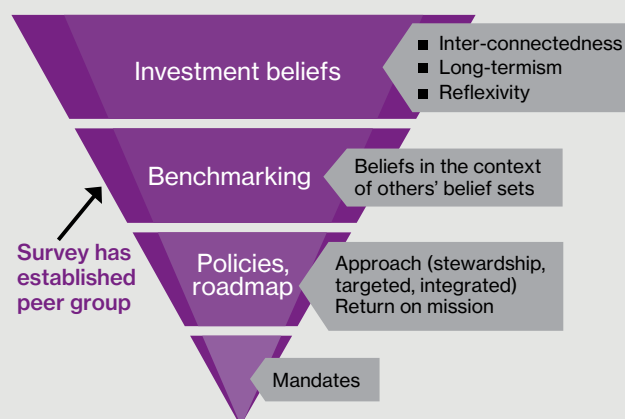 Investment beliefs
■ Inter-connectedness
■ Long-termism
■ Reflexivity
Benchmarking
Beliefs in the context
of others’ belief sets
Survey has
established
peer group
Policies,
roadmap
Approach (stewardship,
targeted, integrated)
Return on mission
Mandates